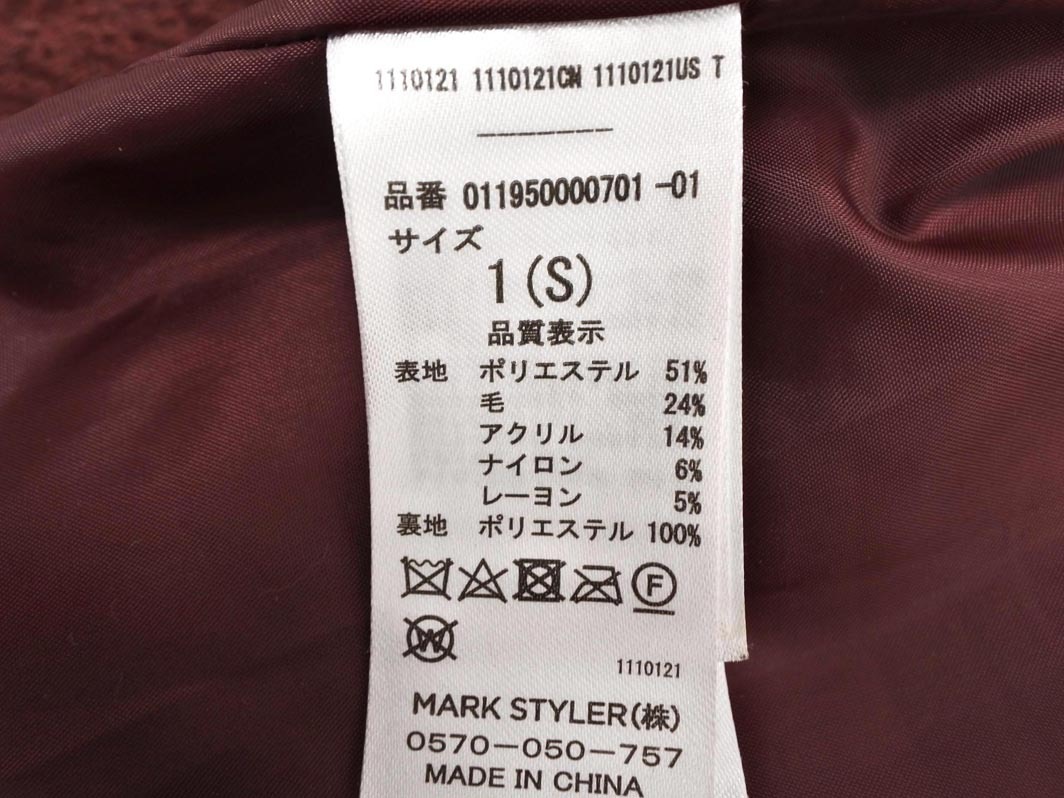 1110121 1110121CN 1110121US T
品番 011950000701 -01
サイズ
1(S)
品質表示
表地 ポリエステル 51%
毛 24%
アクリル 14%
ナイロン 6%
レーヨン 5%
裏地 ポリエステル 100%
F
W
1110121
MARK STYLER(株)
0570-050-757
MADE IN CHINA